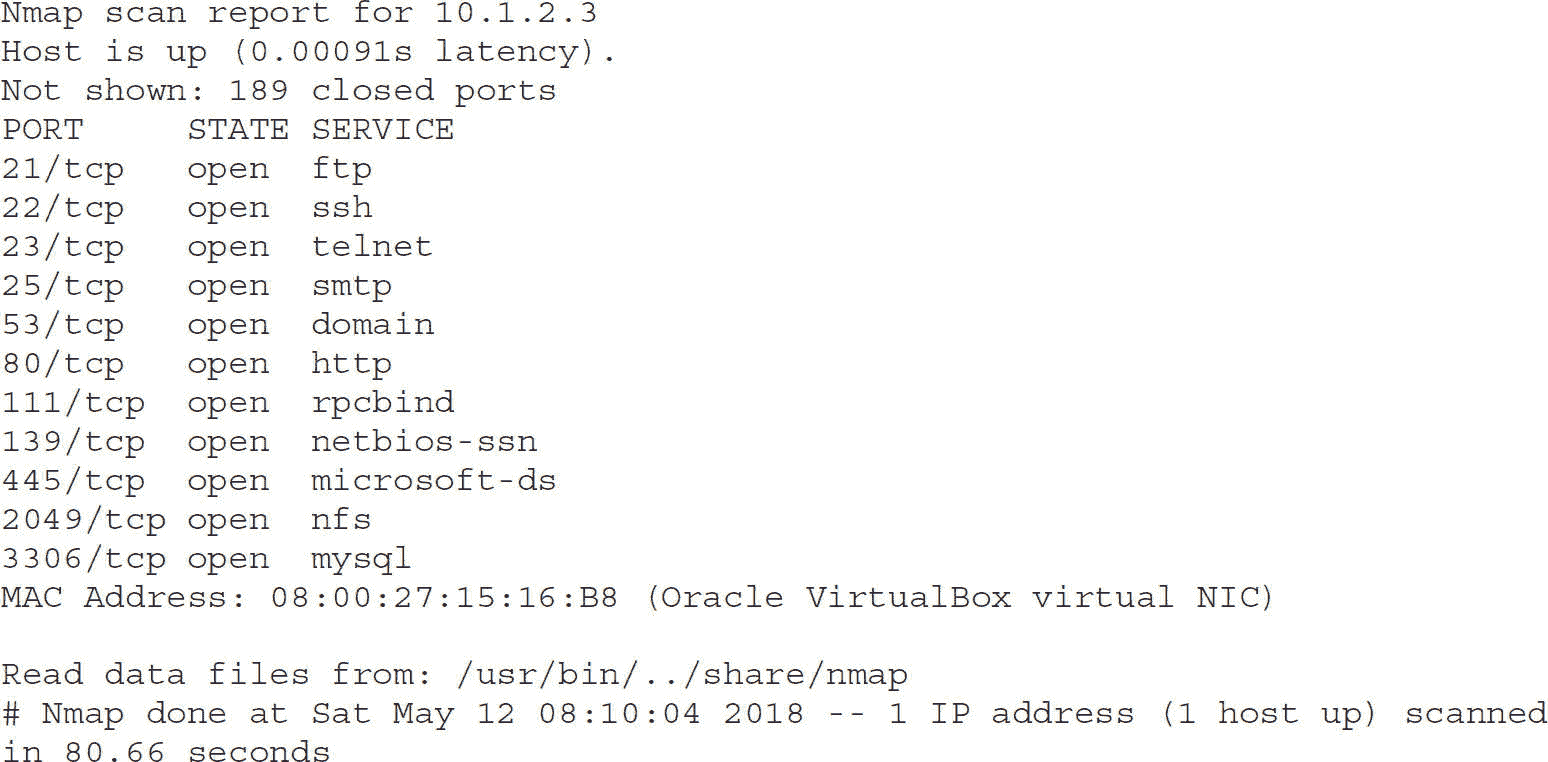 Nmap scan report for 10.1.2.3
Host is up (0.00091s latency).
Not shown: 189 closed ports
PORT     STATE SERVICE
21/tcp   open  ftp
22/tcp   open  ssh
23/tcp   open  telnet
25/tcp   open  smtp
53/tcp   open  domain
80/tcp   open  http
111/tcp  open  rpcbind
139/tcp  open  netbios-ssn
445/tcp  open  microsoft-ds
2049/tcp open  nfs
3306/tcp open  mysql
MAC Address: 08:00:27:15:16:B8 (Oracle VirtualBox virtual NIC)

Read data files from: /usr/bin/../share/nmap
# Nmap done at Sat May 12 08:10:04 2018 -- 1 IP address (1 host up) scanned
in 80.66 seconds